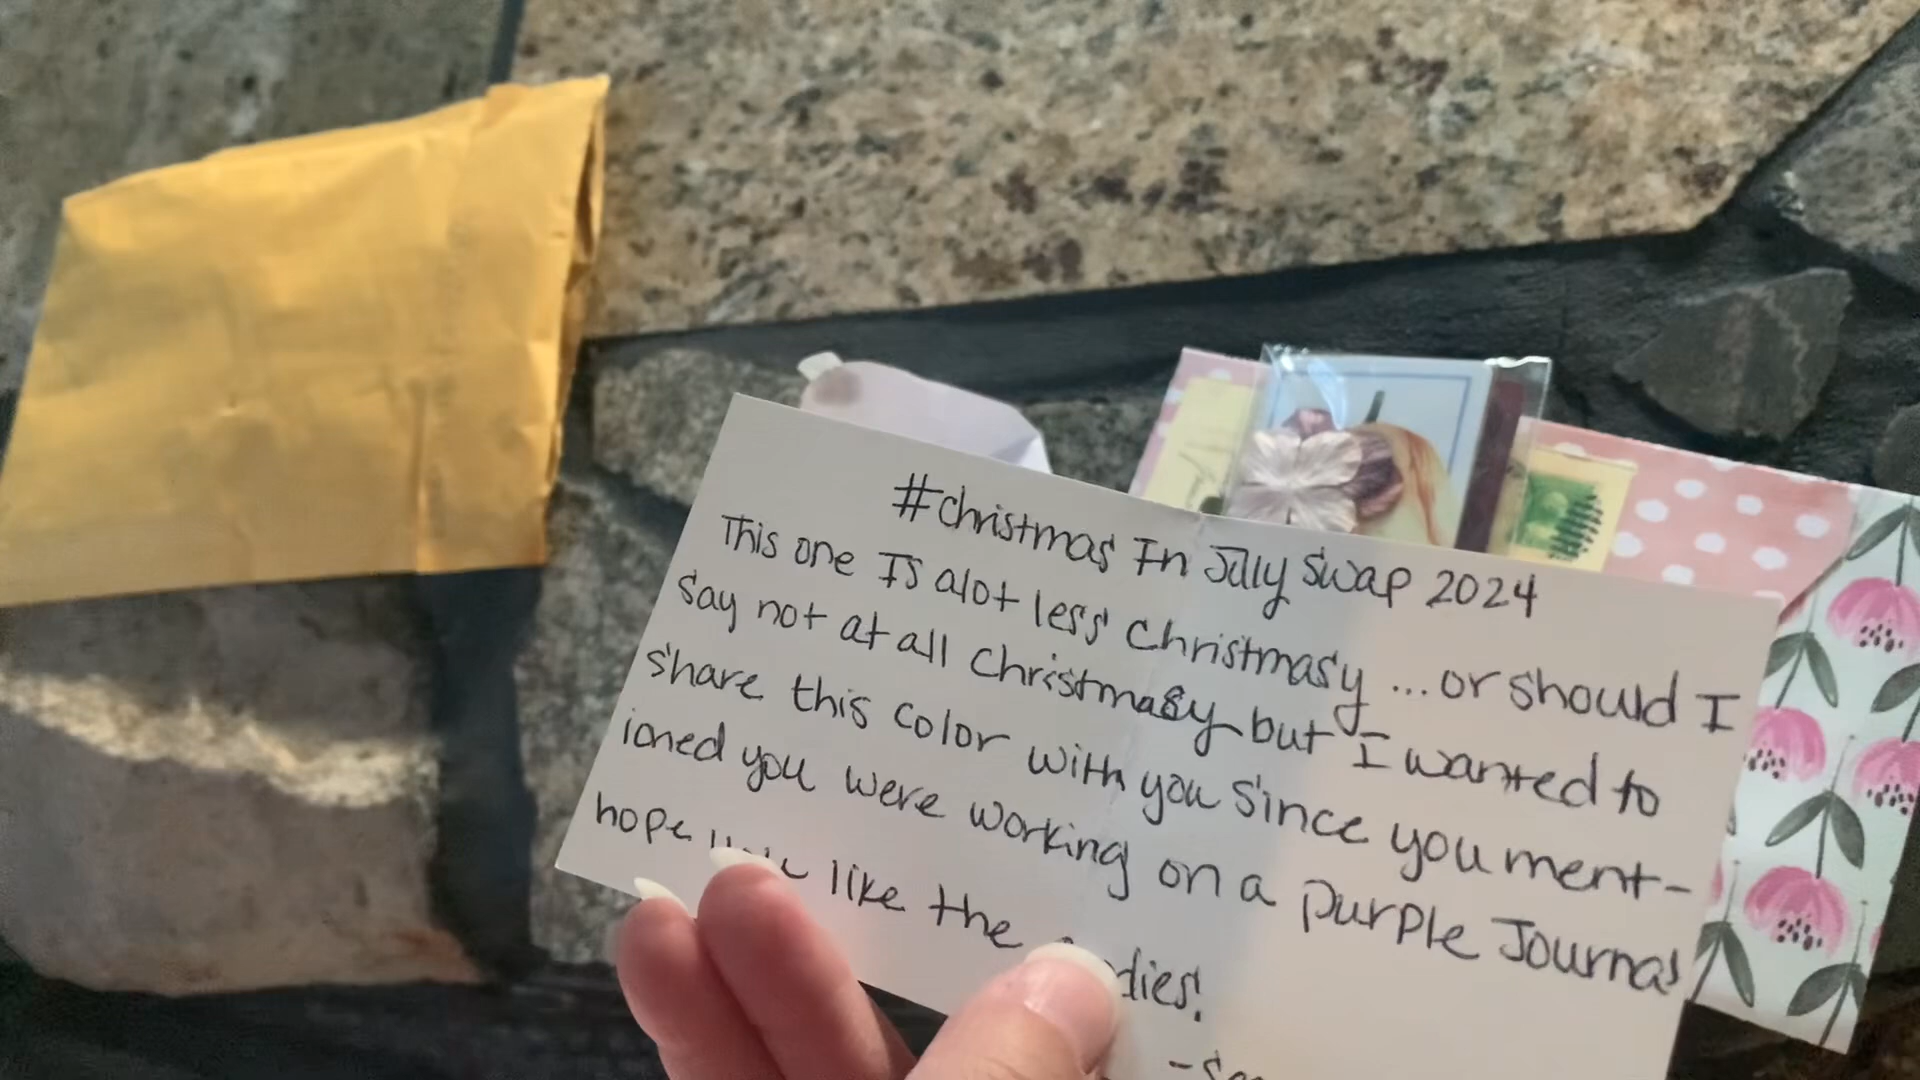 #Christmas In July Swap 2024
This one Is alot less Christmasy ... or should I
say not at all Christmasy but I wanted to
share this color with you since you ment-
ioned you were working on a purple Journal
hope like the